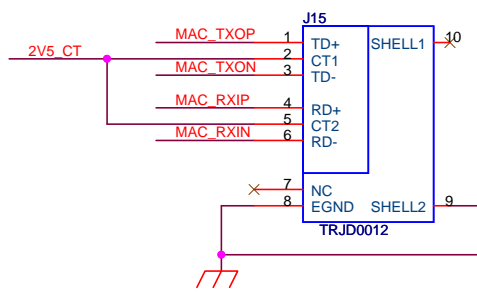 J15
MAC_TXOP 1 TD+ SHELL1 10
2V5_CT 2 CT1
MAC_TXON 3 TD-
MAC_RXIP 4 RD+
5 CT2
MAC_RXIN 6 RD-
7 NC
8 EGND SHELL2 9
TRJD0012